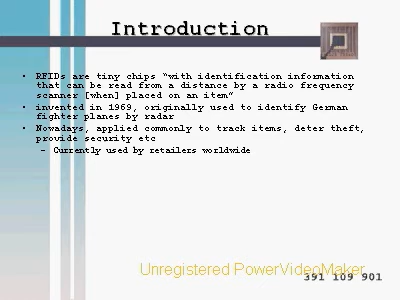 Introduction
• RFIDs are tiny chips “with identification information
that can be read from a distance by a radio frequency
scanner [when] placed on an item”
• invented in 1969, originally used to identify German
fighter planes by radar
• Nowadays, applied commonly to track items, deter theft,
provide security etc
– Currently used by retailers worldwide
Unregistered PowerVideoMaker
391 109 901